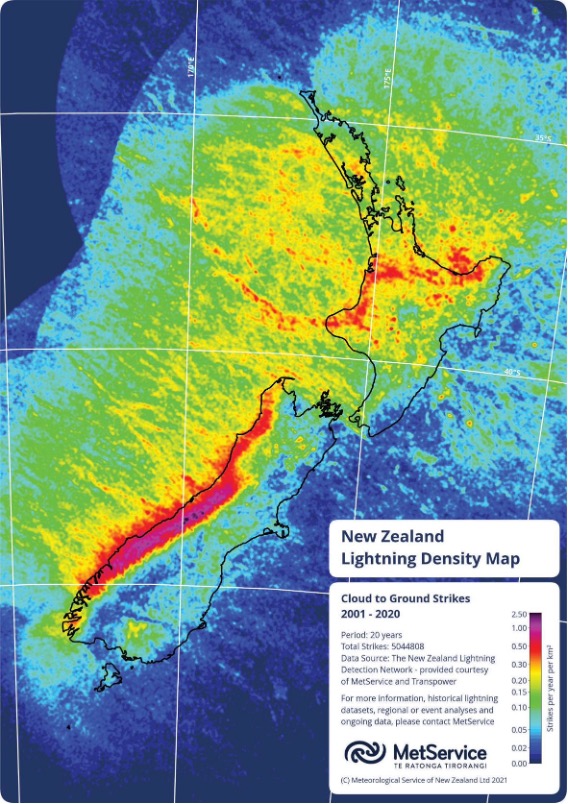 170°E
175°E
35°S
40°S
New Zealand
Lightning Density Map
Cloud to Ground Strikes
2001 - 2020
Period: 20 years
Total Strikes: 5044808
Data Source: The New Zealand Lightning
Detection Network - provided courtesy
of MetService and Transpower
For more information, historical lightning
datasets, regional or event analyses and
ongoing data, please contact MetService
2.50
1.00
0.50
0.30
0.20
0.15
0.10
0.05
0.02
0.00
Strikes per year per km²
MetService
TE RATONGA TIRORANGI
(C) Meteorological Service of New Zealand Ltd 2021